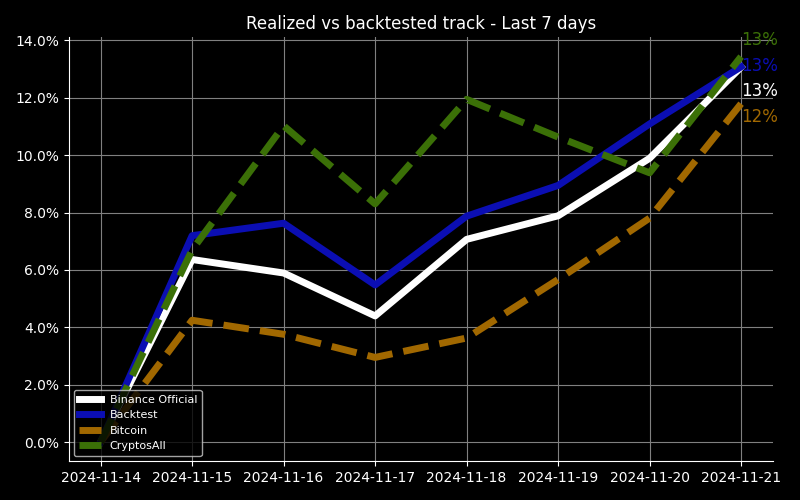 Realized vs backtested track - Last 7 days
14.0%
12.0%
10.0%
8.0%
6.0%
4.0%
2.0%
0.0%
13%
13%
13%
12%
Binance Official
Backtest
Bitcoin
CryptosAll
2024-11-14 2024-11-15 2024-11-16 2024-11-17 2024-11-18 2024-11-19 2024-11-20 2024-11-21